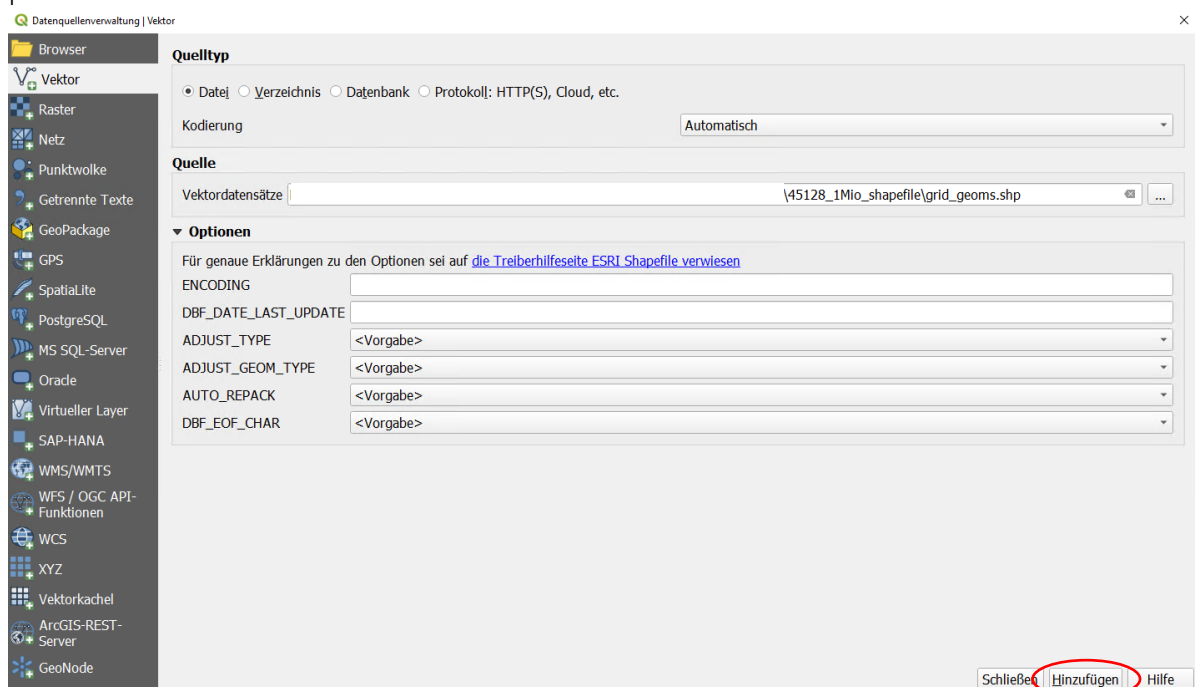 Datenquellenverwaltung | Vektor
Browser
Vektor
Raster
Netz
Punktwolke
Getrennte Texte
GeoPackage
GPS
SpatiaLite
PostgreSQL
MS SQL-Server
Oracle
Virtueller Layer
SAP-HANA
WMS/WMTS
WFS / OGC API-
Funktionen
WCS
XYZ
Vektorkachel
ArcGIS-REST-
Server
GeoNode
Quelltyp
Datei Verzeichnis Datenbank Protokoll: HTTP(S), Cloud, etc.
Kodierung Automatisch
Quelle
Vektordatensätze \45128_1Mio_shapefile\grid_geoms.shp ...
Optionen
Für genaue Erklärungen zu den Optionen sei auf die Treiberhilfeseite ESRI Shapefile verwiesen
ENCODING
DBF_DATE_LAST_UPDATE
ADJUST_TYPE <Vorgabe>
ADJUST_GEOM_TYPE <Vorgabe>
AUTO_REPACK <Vorgabe>
DBF_EOF_CHAR <Vorgabe>
Schließen Hinzufügen Hilfe